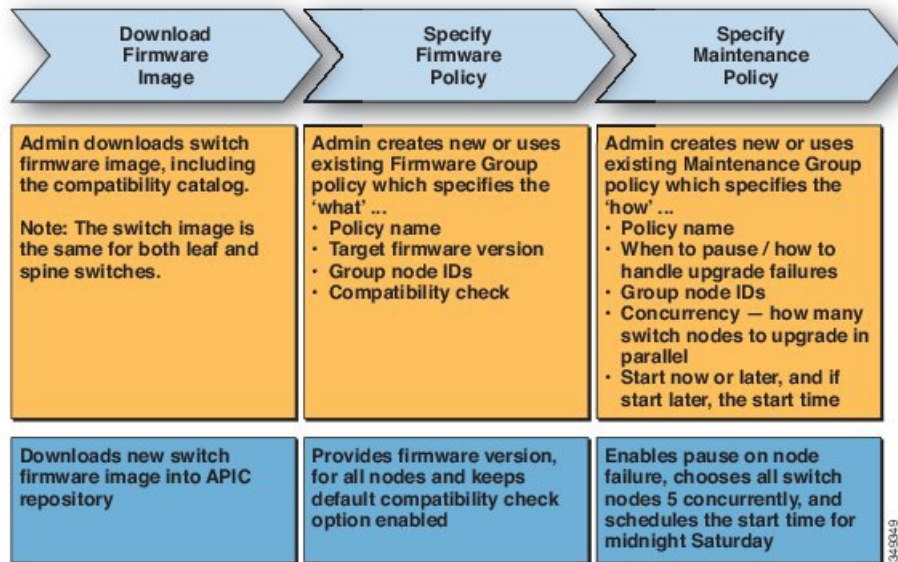 Download
Firmware
Image
Specify
Firmware
Policy
Specify
Maintenance
Policy
Admin downloads switch
firmware image, including
the compatibility catalog.
Note: The switch image is
the same for both leaf and
spine switches.
Admin creates new or uses
existing Firmware Group
policy which specifies the
‘what’ ...
• Policy name
• Target firmware version
• Group node IDs
• Compatibility check
Admin creates new or uses
existing Maintenance Group
policy which specifies the
‘how’ ...
• Policy name
• When to pause / how to
handle upgrade failures
• Group node IDs
• Concurrency — how many
switch nodes to upgrade in
parallel
• Start now or later, and if
start later, the start time
Downloads new switch
firmware image into APIC
repository
Provides firmware version,
for all nodes and keeps
default compatibility check
option enabled
Enables pause on node
failure, chooses all switch
nodes 5 concurrently, and
schedules the start time for
midnight Saturday
349349